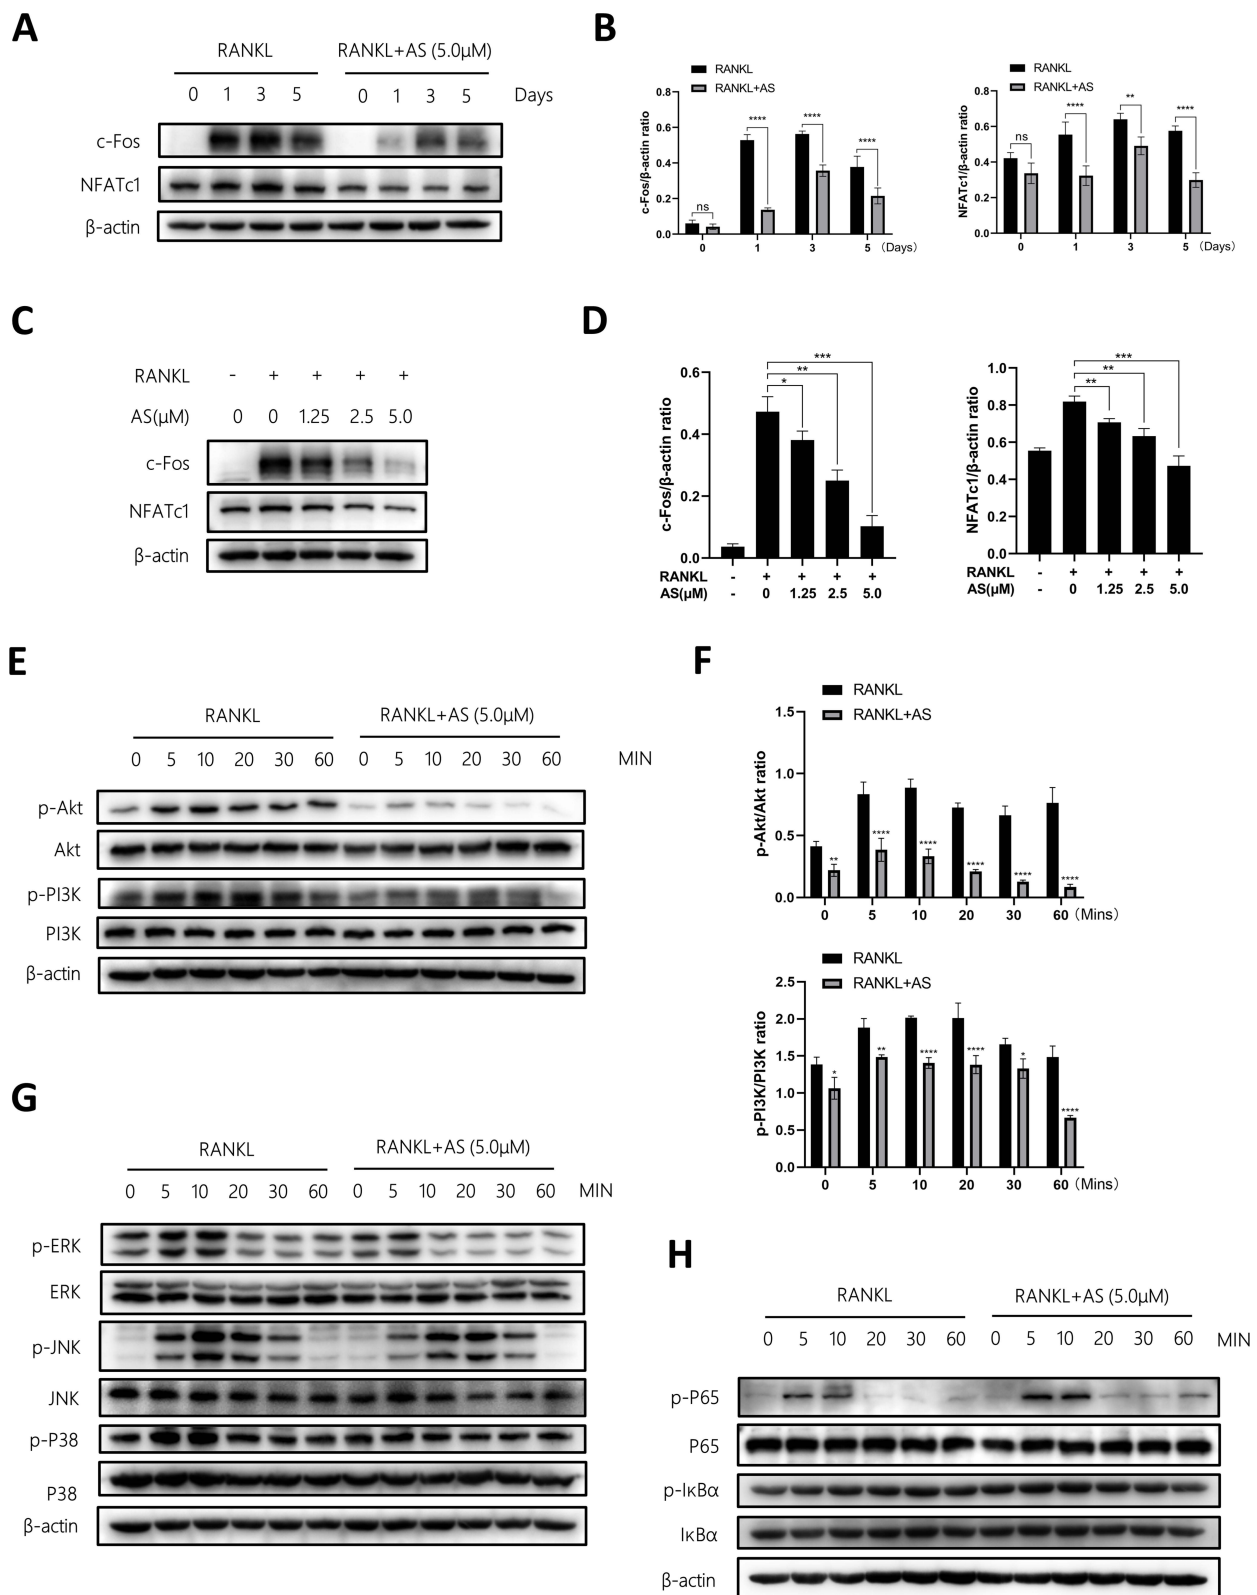 A
RANKL RANKL+AS (5.0μM)
0 1 3 5 0 1 3 5 Days
c-Fos
NFATc1
β-actin
B
RANKL
RANKL+AS
c-Fos/β-actin ratio
0.8
0.6
0.4
0.2
0.0
ns **** **** ****
0 1 3 5 (Days)
RANKL
RANKL+AS
NFATc1/β-actin ratio
0.8
0.6
0.4
0.2
0.0
ns **** ** ****
0 1 3 5 (Days)
C
RANKL - + + + +
AS(μM) 0 0 1.25 2.5 5.0
c-Fos
NFATc1
β-actin
D
c-Fos/β-actin ratio
0.6
0.4
0.2
0.0
***
**
*
RANKL - + + + +
AS(μM) - 0 1.25 2.5 5.0
NFATc1/β-actin ratio
1.0
0.8
0.6
0.4
0.2
0.0
***
**
**
RANKL - + + + +
AS(μM) - 0 1.25 2.5 5.0
E
RANKL RANKL+AS (5.0μM)
0 5 10 20 30 60 0 5 10 20 30 60 MIN
p-Akt
Akt
p-PI3K
PI3K
β-actin
F
RANKL
RANKL+AS
p-Akt/Akt ratio
1.5
1.0
0.5
0.0
** **** **** **** **** ****
0 5 10 20 30 60 (Mins)
RANKL
RANKL+AS
p-PI3K/PI3K ratio
2.5
2.0
1.5
1.0
0.5
0.0
* ** **** **** * ****
0 5 10 20 30 60 (Mins)
G
RANKL RANKL+AS (5.0μM)
0 5 10 20 30 60 0 5 10 20 30 60 MIN
p-ERK
ERK
p-JNK
JNK
p-P38
P38
β-actin
H
RANKL RANKL+AS (5.0μM)
0 5 10 20 30 60 0 5 10 20 30 60 MIN
p-P65
P65
p-IκBα
IκBα
β-actin